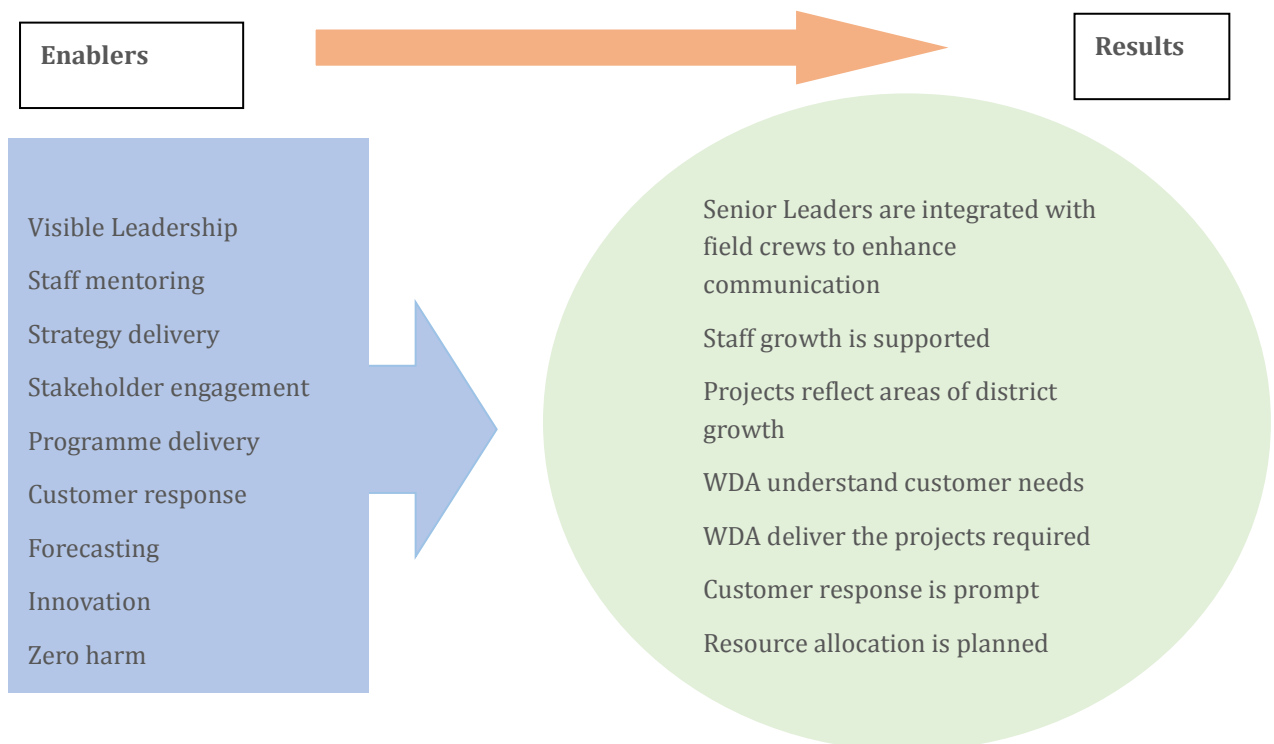 Enablers
Results
Visible Leadership
Staff mentoring
Strategy delivery
Stakeholder engagement
Programme delivery
Customer response
Forecasting
Innovation
Zero harm
Senior Leaders are integrated with
field crews to enhance
communication
Staff growth is supported
Projects reflect areas of district
growth
WDA understand customer needs
WDA deliver the projects required
Customer response is prompt
Resource allocation is planned